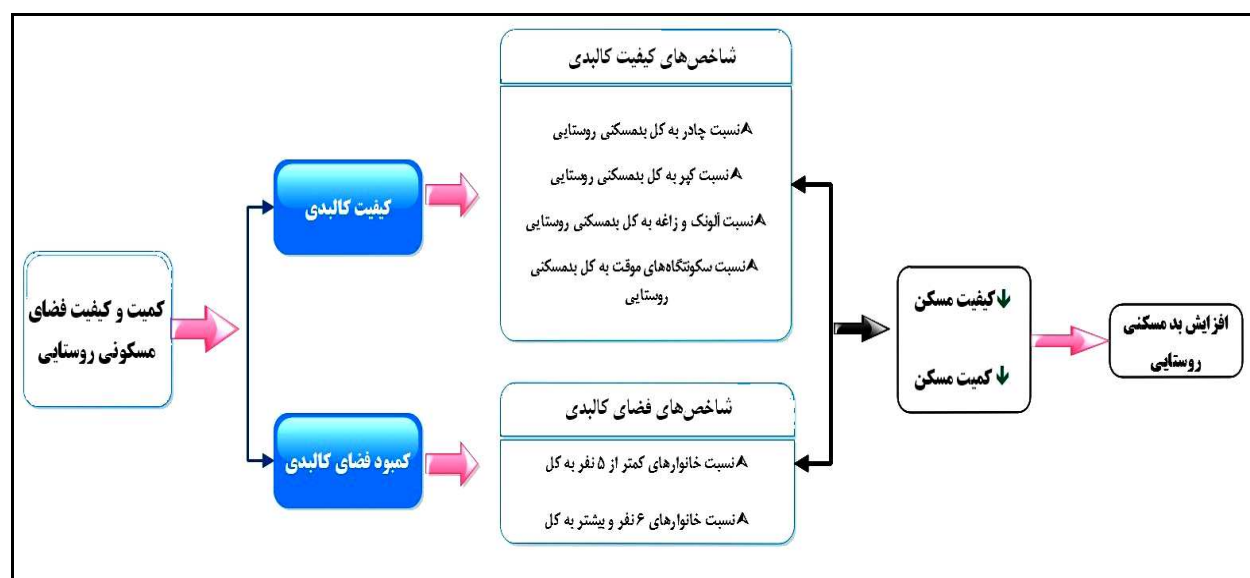 کمیت و کیفیت فضای
مسکونی روستایی
کیفیت کالبدی
کمبود فضای کالبدی
شاخص‌های کیفیت کالبدی
نسبت چادر به کل بدمسکنی روستایی
نسبت کپر به کل بدمسکنی روستایی
نسبت آلونک و زاغه به کل بدمسکنی روستایی
نسبت سکونتگاه‌های موقت به کل بدمسکنی
روستایی
شاخص‌های فضای کالبدی
نسبت خانوارهای کمتر از ۵ نفر به کل
نسبت خانوارهای ۶ نفر و بیشتر به کل
کیفیت مسکن
کمیت مسکن
افزایش بد مسکنی
روستایی